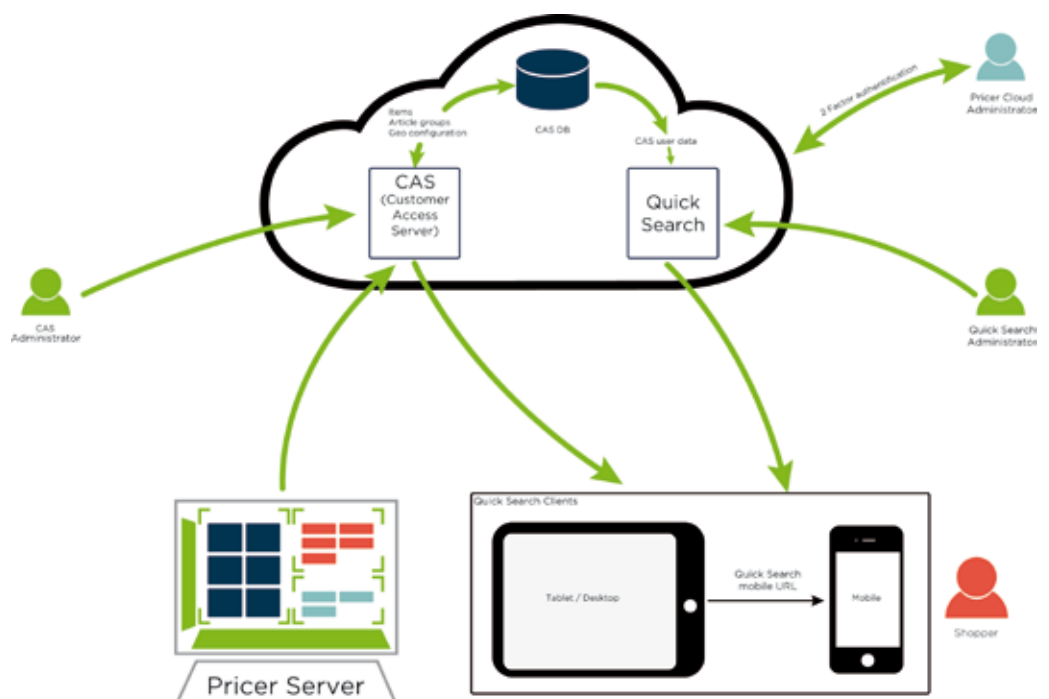 2 Factor authentification
Pricer Cloud
Administrator
Items
Article groups
Geo configuration
CAS DB
CAS user data
CAS
(Customer
Access
Server)
Quick
Search
CAS
Administrator
Quick Search
Administrator
Quick Search Clients
Tablet / Desktop
Quick Search
mobile URL
Mobile
Shopper
Pricer Server